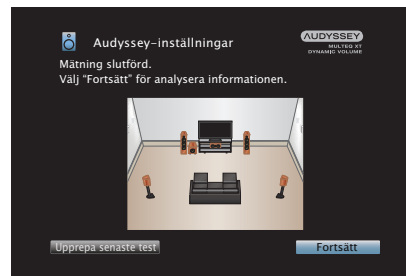 Audyssey-inställningar
AUDYSSEY
MULTEQ XT
DYNAMIC VOLUME
Mätning slutförd.
Välj "Fortsätt" för analysera informationen.
Upprepa senaste test
Fortsätt